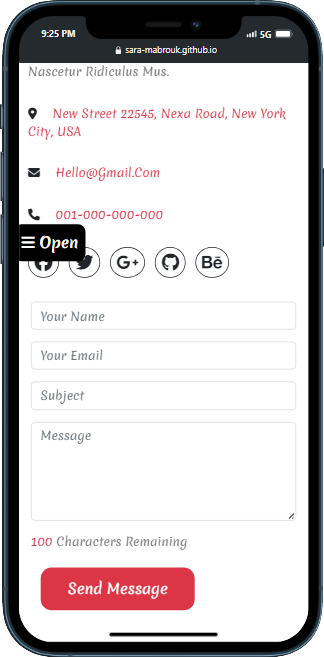 9:25 PM
5G
sara-mabrouk.github.io
Nascetur Ridiculus Mus.
New Street 22545, Nexa Road, New York
City, USA
Hello@Gmail.Com
001-000-000-000
Open
G+
Bē
Your Name
Your Email
Subject
Message
100 Characters Remaining
Send Message